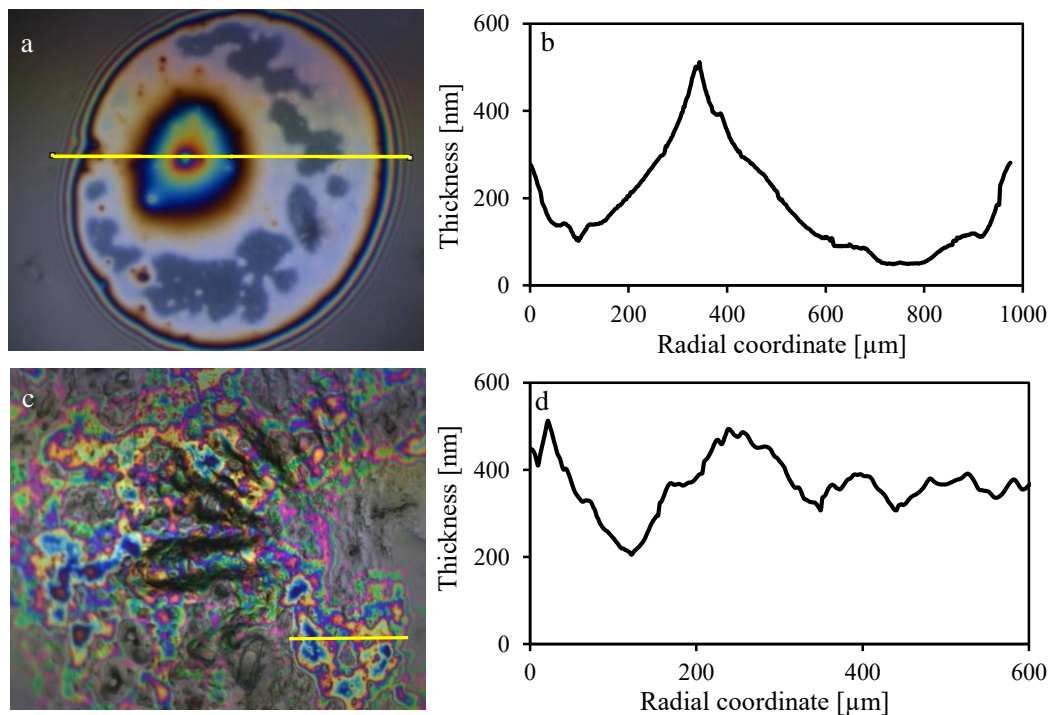 a
b
600
400
200
0
Thickness [nm]
0 200 400 600 800 1000
Radial coordinate [µm]
c
d
600
400
200
0
Thickness [nm]
0 200 400 600
Radial coordinate [µm]